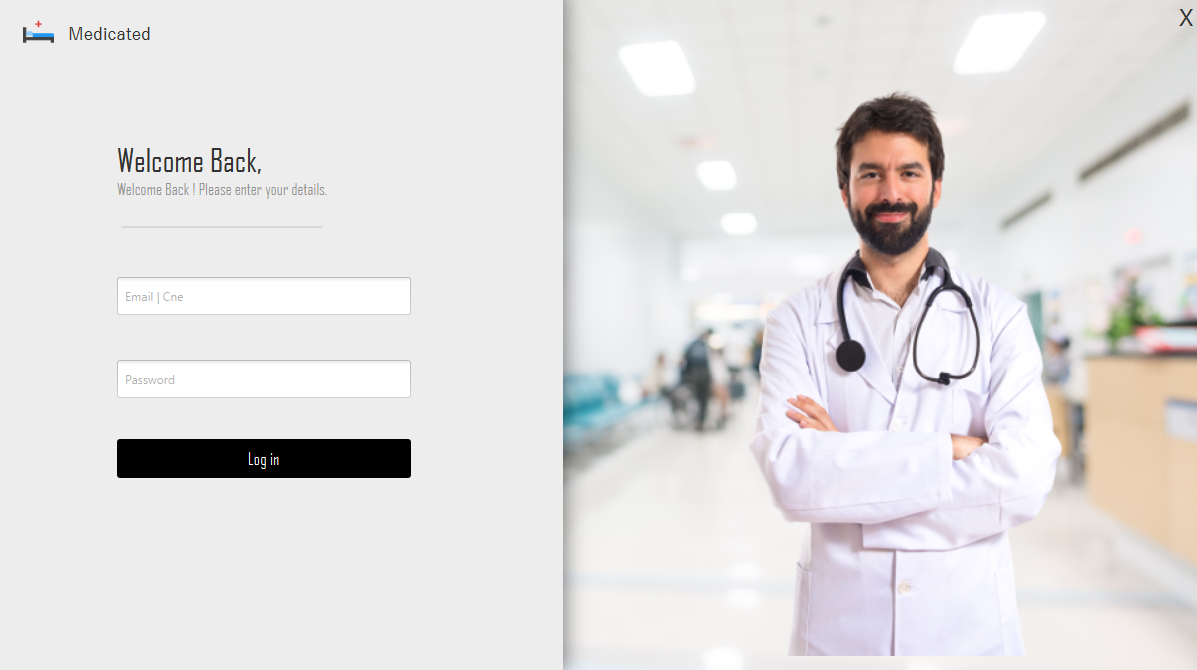 Medicated
X
Welcome Back,
Welcome Back ! Please enter your details.
Email | Cne
Password
Log in